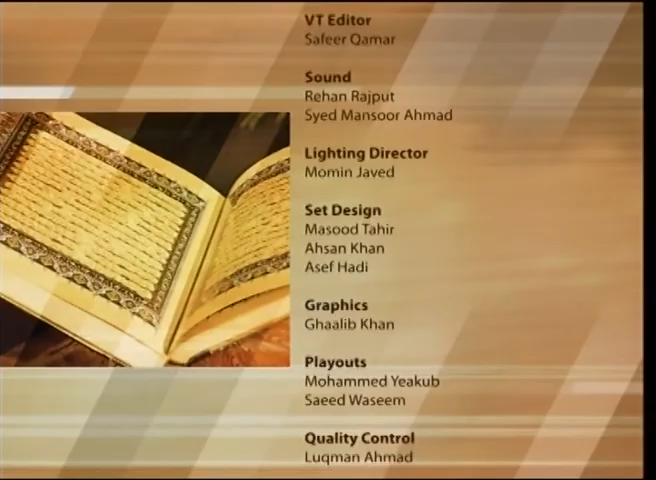 VT Editor
Safeer Qamar
Sound
Rehan Rajput
Syed Mansoor Ahmad
Lighting Director
Momin Javed
Set Design
Masood Tahir
Ahsan Khan
Asef Hadi
Graphics
Ghaalib Khan
Playouts
Mohammed Yeakub
Saeed Waseem
Quality Control
Luqman Ahmad